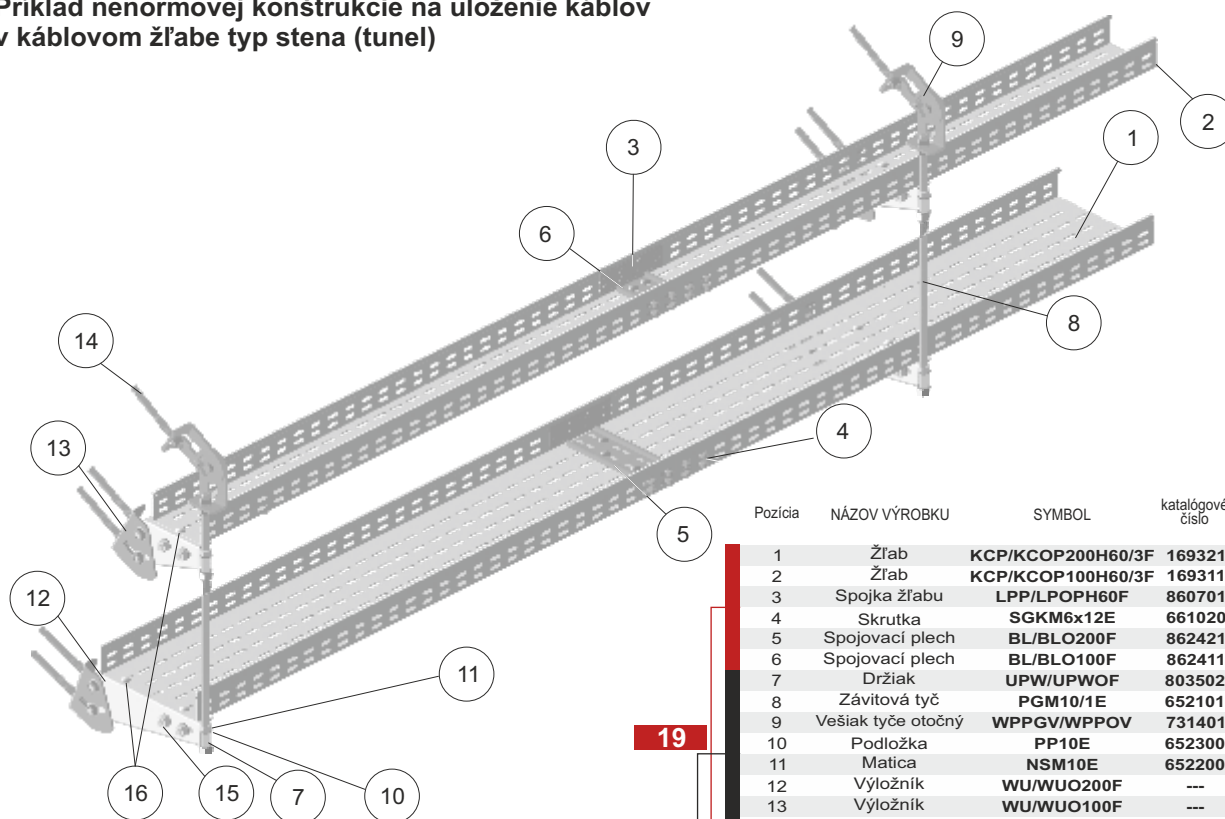 Príklad nenormovej konštrukcie na uloženie káblov
v káblovom žľabe typ stena (tunel)
9
2
1
3
6
8
14
4
13
5
12
11
16
15
7
10
19
Pozícia NÁZOV VÝROBKU SYMBOL katalógové číslo
1 Žľab KCP/KCOP200H60/3F 169321
2 Žľab KCP/KCOP100H60/3F 169311
3 Spojka žľabu LPP/LPOPH60F 860701
4 Skrutka SGKM6x12E 661020
5 Spojovací plech BL/BLO200F 862421
6 Spojovací plech BL/BLO100F 862411
7 Držiak UPW/UPWOF 803502
8 Závitová tyč PGM10/1E 652101
9 Vešiak tyče otočný WPPGV/WPPOV 731401
10 Podložka PP10E 652300
11 Matica NSM10E 652200
12 Výložník WU/WUO200F ---
13 Výložník WU/WUO100F ---